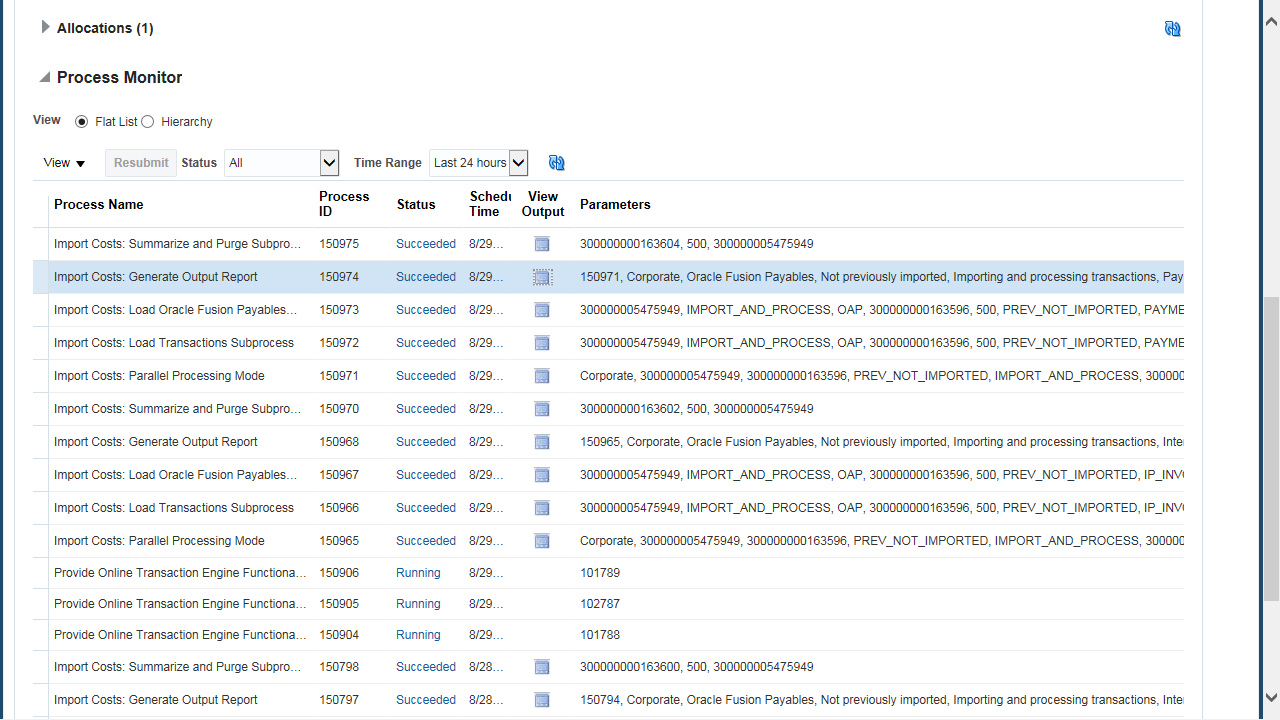 Allocations (1)
Process Monitor
View Flat List Hierarchy
View Resubmit Status All Time Range Last 24 hours
Process Name Process ID Status Schedu Time View Output Parameters
Import Costs: Summarize and Purge Subpro... 150975 Succeeded 8/29... 300000000163604, 500, 300000005475949
Import Costs: Generate Output Report 150974 Succeeded 8/29... 150971, Corporate, Oracle Fusion Payables, Not previously imported, Importing and processing transactions, Pay
Import Costs: Load Oracle Fusion Payables... 150973 Succeeded 8/29... 300000005475949, IMPORT_AND_PROCESS, OAP, 300000000163596, 500, PREV_NOT_IMPORTED, PAYME
Import Costs: Load Transactions Subprocess 150972 Succeeded 8/29... 300000005475949, IMPORT_AND_PROCESS, OAP, 300000000163596, 500, PREV_NOT_IMPORTED, PAYME
Import Costs: Parallel Processing Mode 150971 Succeeded 8/29... Corporate, 300000005475949, 300000000163596, PREV_NOT_IMPORTED, IMPORT_AND_PROCESS, 300000
Import Costs: Summarize and Purge Subpro... 150970 Succeeded 8/29... 300000000163602, 500, 300000005475949
Import Costs: Generate Output Report 150968 Succeeded 8/29... 150965, Corporate, Oracle Fusion Payables, Not previously imported, Importing and processing transactions, Inte
Import Costs: Load Oracle Fusion Payables... 150967 Succeeded 8/29... 300000005475949, IMPORT_AND_PROCESS, OAP, 300000000163596, 500, PREV_NOT_IMPORTED, IP_INV
Import Costs: Load Transactions Subprocess 150966 Succeeded 8/29... 300000005475949, IMPORT_AND_PROCESS, OAP, 300000000163596, 500, PREV_NOT_IMPORTED, IP_INV
Import Costs: Parallel Processing Mode 150965 Succeeded 8/29... Corporate, 300000005475949, 300000000163596, PREV_NOT_IMPORTED, IMPORT_AND_PROCESS, 300000
Provide Online Transaction Engine Functiona... 150906 Running 8/29... 101789
Provide Online Transaction Engine Functiona... 150905 Running 8/29... 102787
Provide Online Transaction Engine Functiona... 150904 Running 8/29... 101788
Import Costs: Summarize and Purge Subpro... 150798 Succeeded 8/28... 300000000163600, 500, 300000005475949
Import Costs: Generate Output Report 150797 Succeeded 8/28... 150794, Corporate, Oracle Fusion Payables, Not previously imported, Importing and processing transactions, Inte